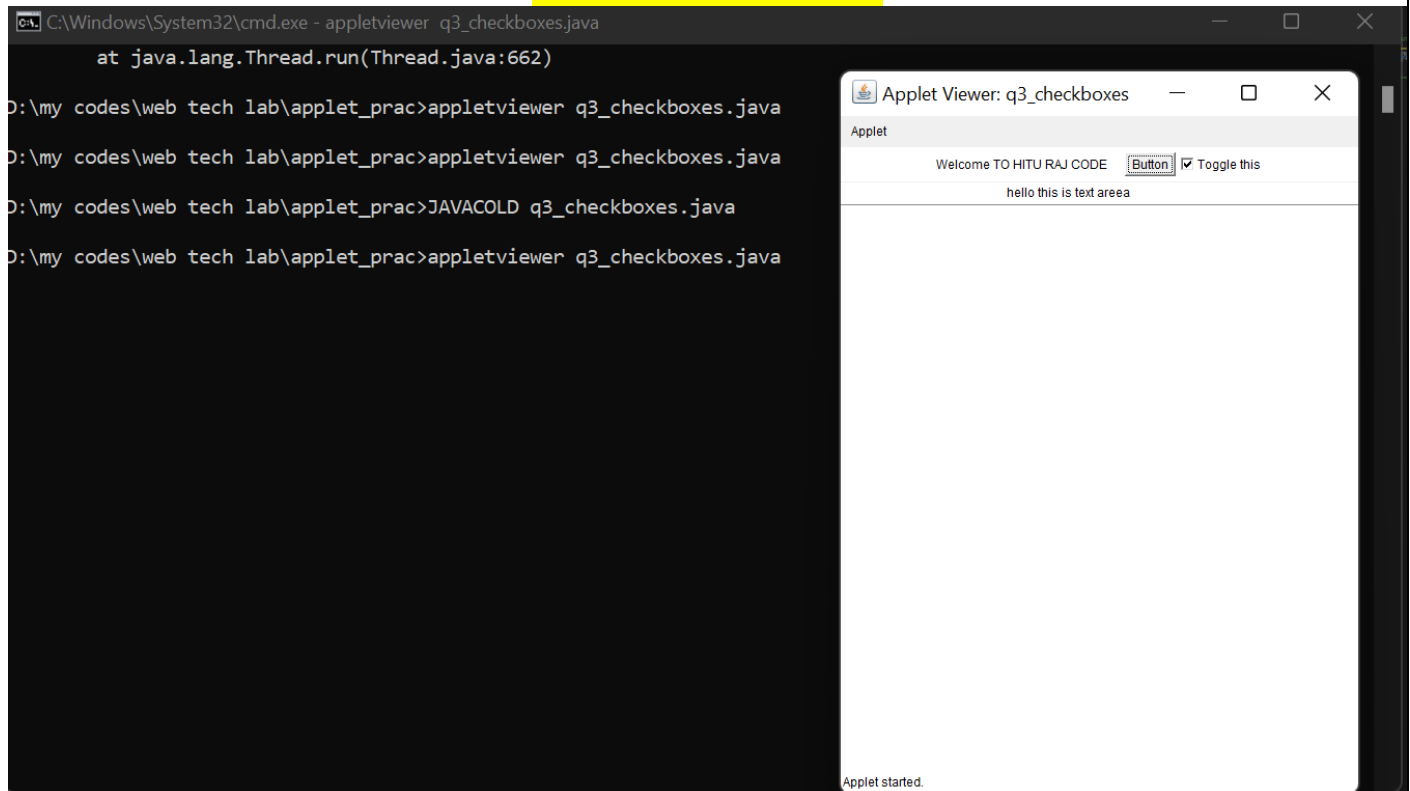 C:\Windows\System32\cmd.exe - appletviewer q3_checkboxes.java
at java.lang.Thread.run(Thread.java:662)
D:\my codes\web tech lab\applet_prac>appletviewer q3_checkboxes.java
D:\my codes\web tech lab\applet_prac>appletviewer q3_checkboxes.java
D:\my codes\web tech lab\applet_prac>JAVACOLD q3_checkboxes.java
D:\my codes\web tech lab\applet_prac>appletviewer q3_checkboxes.java
Applet Viewer: q3_checkboxes
Applet
Welcome TO HITU RAJ CODE Button Toggle this
hello this is text areea
Applet started.